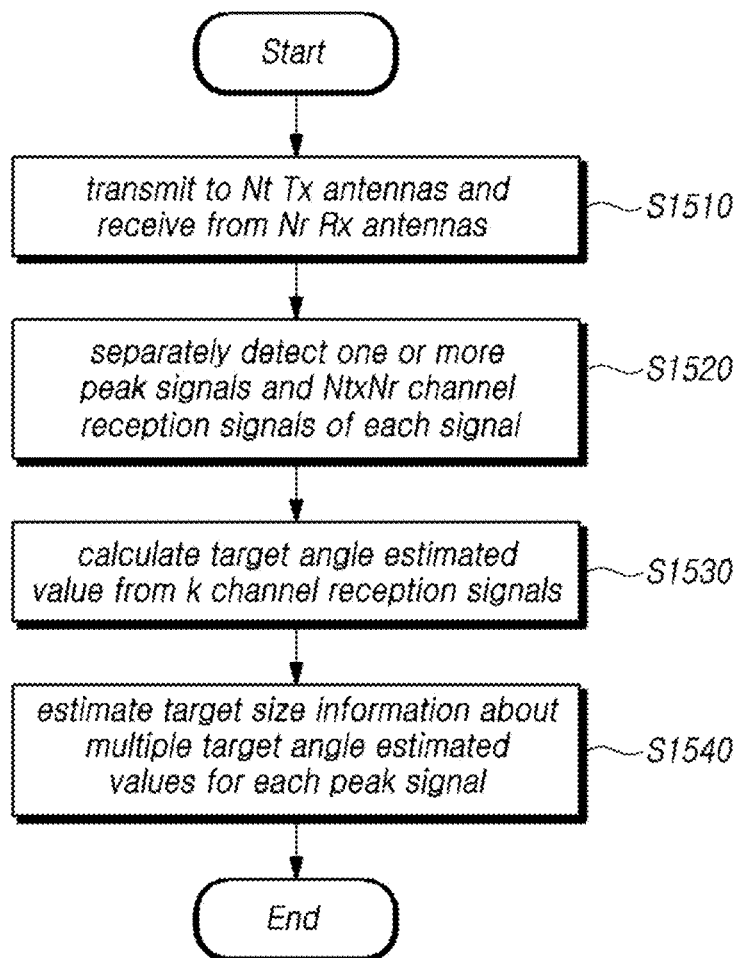 Start
transmit to Nt Tx antennas and
receive from Nr Rx antennas
S1510
separately detect one or more
peak signals and NtxNr channel
reception signals of each signal
S1520
calculate target angle estimated
value from k channel reception signals
S1530
estimate target size information about
multiple target angle estimated
values for each peak signal
S1540
End